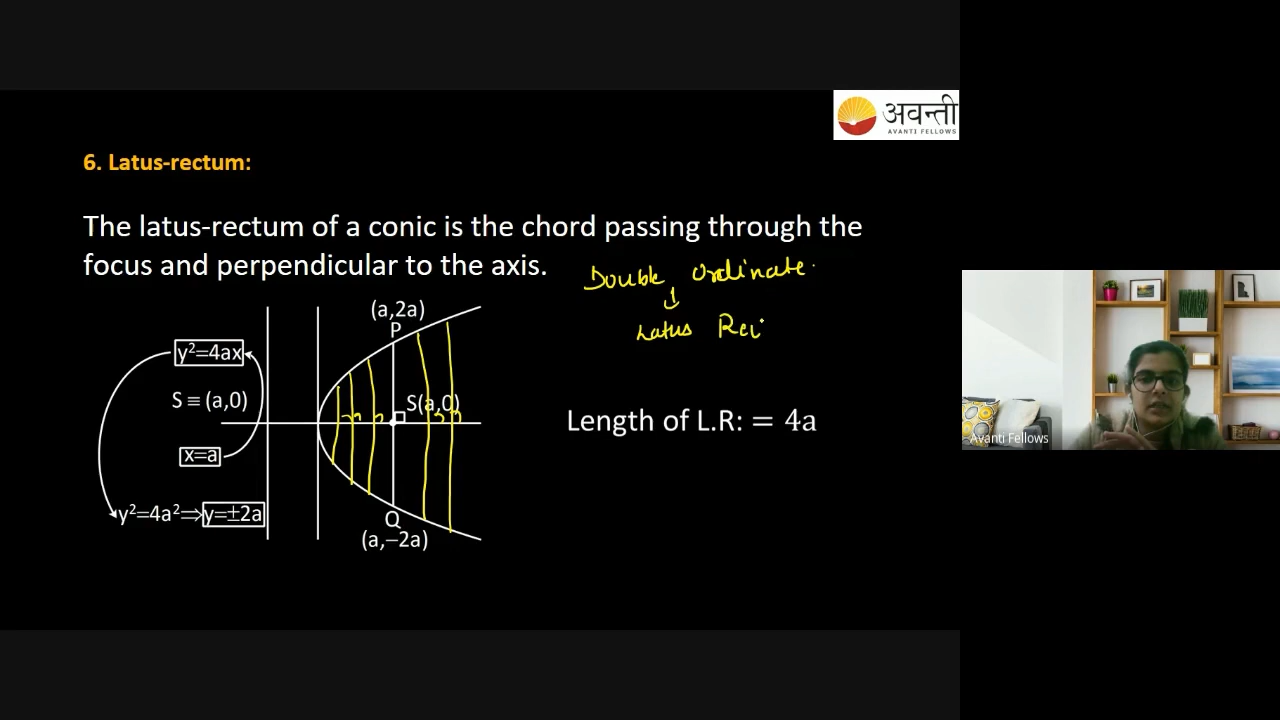 अवन्ती
AVANTI FELLOWS
6. Latus-rectum:
The latus-rectum of a conic is the chord passing through the
focus and perpendicular to the axis.
Double Ordinate.
↓
Latus Rec
(a,2a)
P
y²=4ax
S ≡ (a,0)
S(a,0)
x=a
y²=4a²⇒y=±2a
Q
(a,−2a)
Length of L.R: = 4a
Avanti Fellows